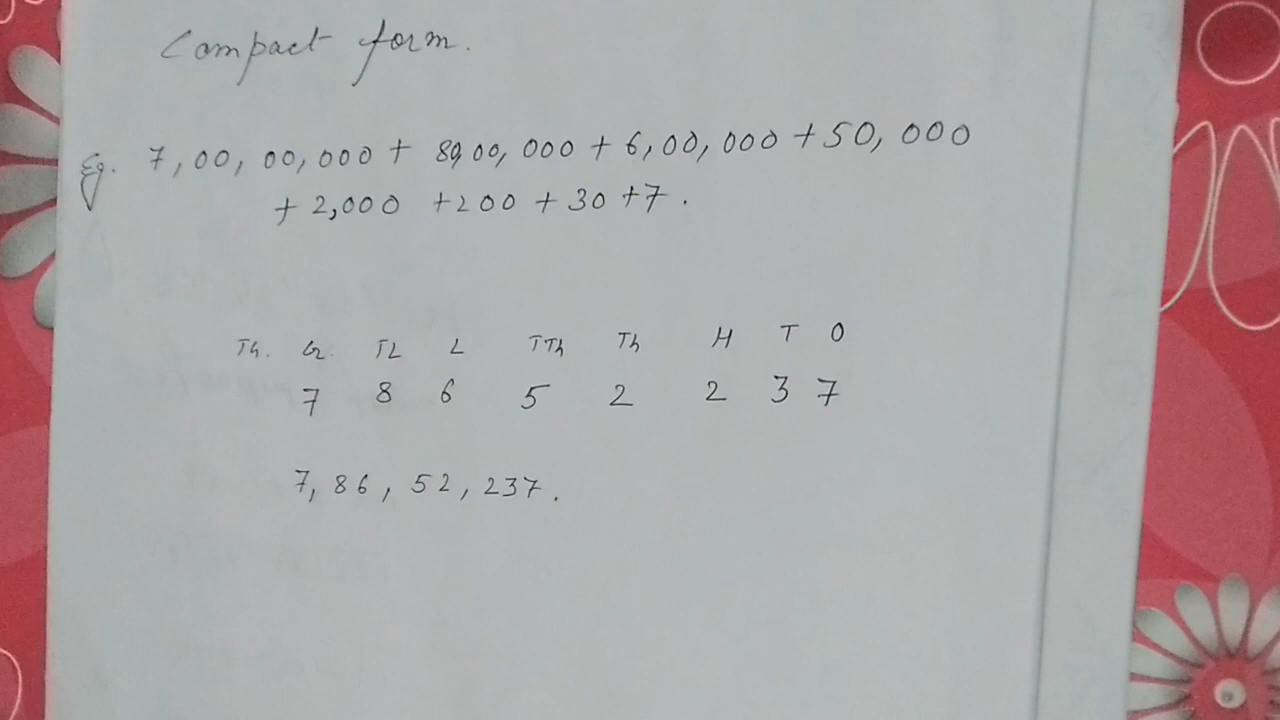 Compact form.
Eg. 7,00,00,000 + 80,00,000 + 6,00,000 + 50,000
+ 2,000 + 200 + 30 + 7.
Th. Cr. TL L TTh Th H T O
7 8 6 5 2 2 3 7
7, 86, 52, 237.